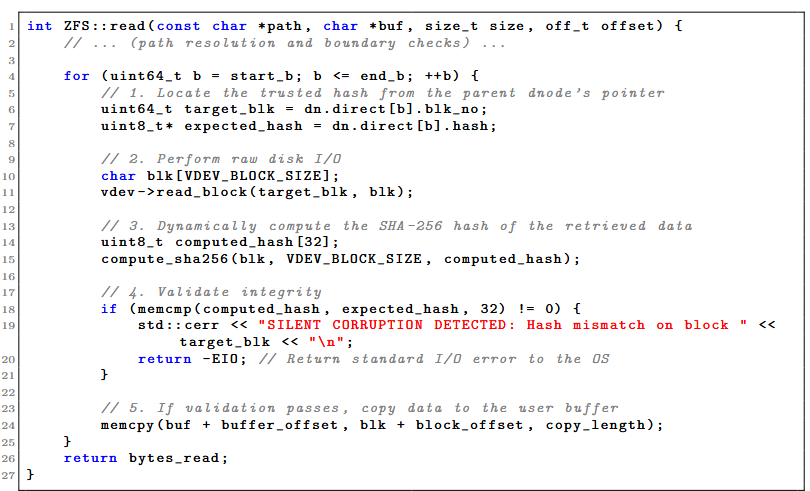 1 int ZFS::read(const char *path, char *buf, size_t size, off_t offset) {
2     // ... (path resolution and boundary checks) ...
3
4     for (uint64_t b = start_b; b <= end_b; ++b) {
5         // 1. Locate the trusted hash from the parent dnode's pointer
6         uint64_t target_blk = dn.direct[b].blk_no;
7         uint8_t* expected_hash = dn.direct[b].hash;
8
9         // 2. Perform raw disk I/O
10         char blk[VDEV_BLOCK_SIZE];
11         vdev->read_block(target_blk, blk);
12
13         // 3. Dynamically compute the SHA-256 hash of the retrieved data
14         uint8_t computed_hash[32];
15         compute_sha256(blk, VDEV_BLOCK_SIZE, computed_hash);
16
17         // 4. Validate integrity
18         if (memcmp(computed_hash, expected_hash, 32) != 0) {
19             std::cerr << "SILENT CORRUPTION DETECTED: Hash mismatch on block " <<
                target_blk << "\n";
20             return -EIO; // Return standard I/O error to the OS
21         }
22
23         // 5. If validation passes, copy data to the user buffer
24         memcpy(buf + buffer_offset, blk + block_offset, copy_length);
25     }
26     return bytes_read;
27 }